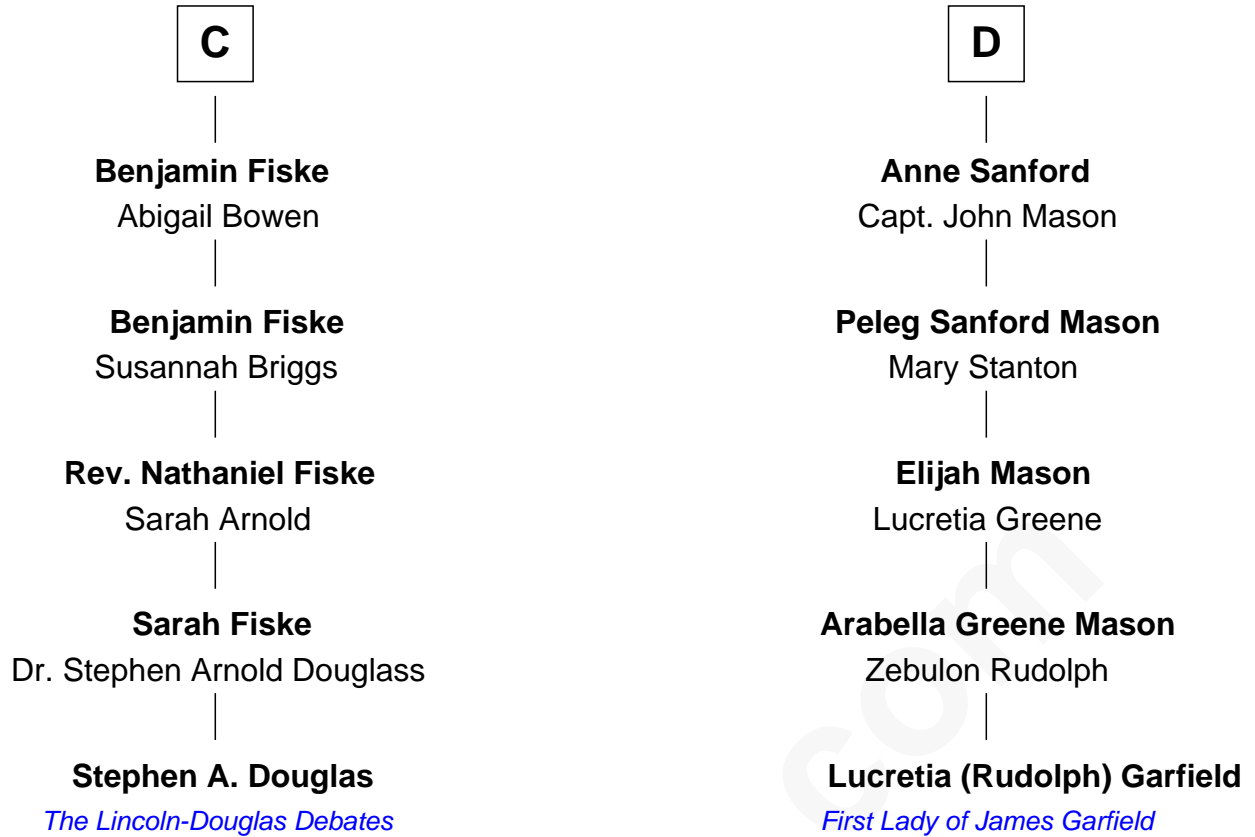 C
Benjamin Fiske
Abigail Bowen
Benjamin Fiske
Susannah Briggs
Rev. Nathaniel Fiske
Sarah Arnold
Sarah Fiske
Dr. Stephen Arnold Douglass
Stephen A. Douglas
The Lincoln-Douglas Debates
D
Anne Sanford
Capt. John Mason
Peleg Sanford Mason
Mary Stanton
Elijah Mason
Lucretia Greene
Arabella Greene Mason
Zebulon Rudolph
Lucretia (Rudolph) Garfield
First Lady of James Garfield
com